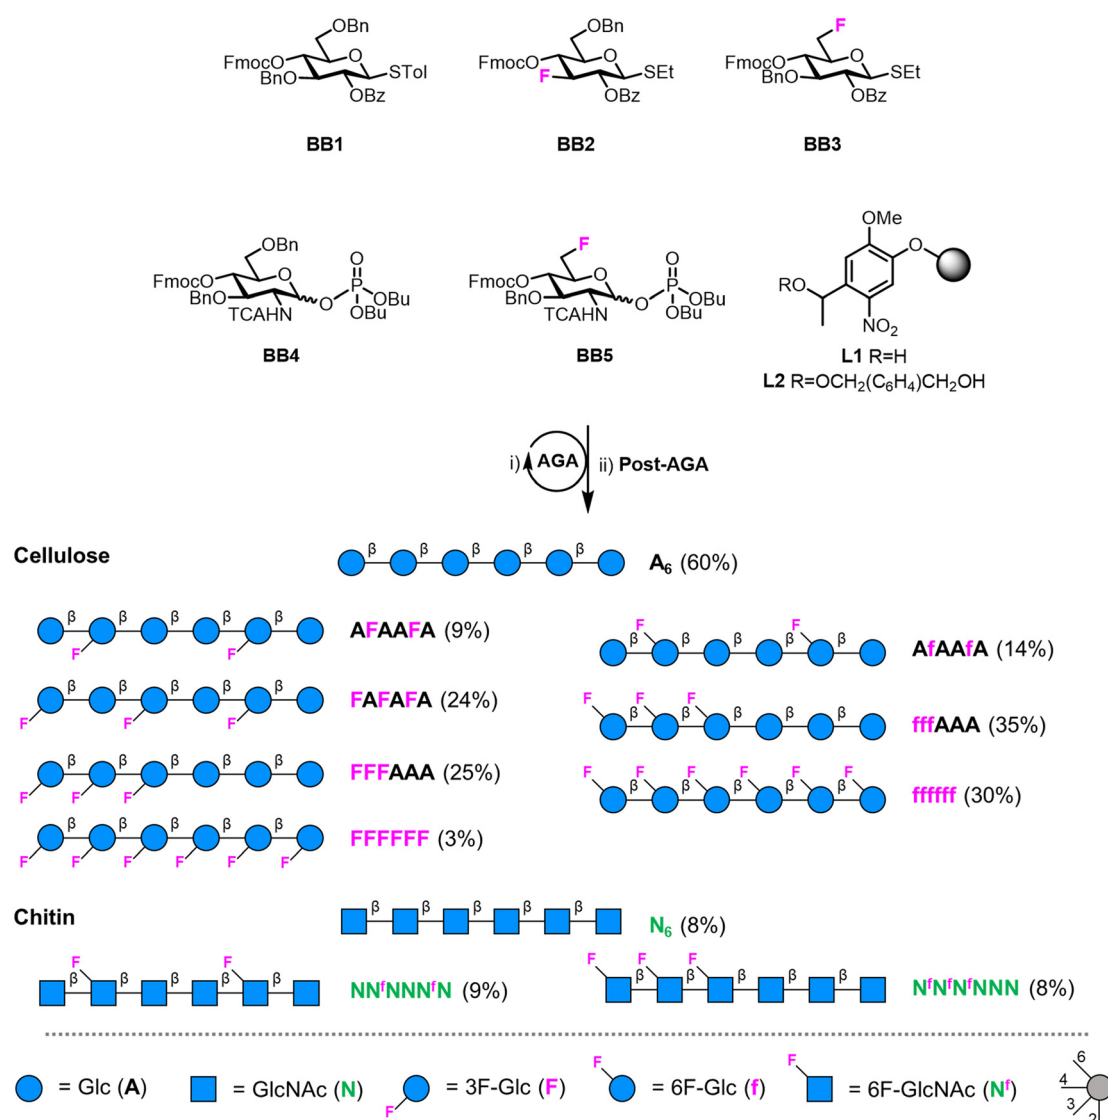 OBn
O
FmocO
BnO
STol
OBz
BB1
OBn
O
FmocO
F
SEt
OBz
BB2
F
O
FmocO
BnO
SEt
OBz
BB3
OBn
O
FmocO
BnO
TCAHN
O
P
O
OBu
OBu
BB4
F
O
FmocO
BnO
TCAHN
O
P
O
OBu
OBu
BB5
OMe
O
RO
NO2
L1 R=H
L2 R=OCH2(C6H4)CH2OH
i) AGA ii) Post-AGA
Cellulose
β β β β β
A6 (60%)
β β β β β
F F
AFAAFA (9%)
F F
β β β β β
AfAAfA (14%)
β β β β β
F F F
FAFAFA (24%)
F F F
β β β β β
fffAAA (35%)
β β β β β
F F F
FFFAAA (25%)
F F F F F F
β β β β β
ffffff (30%)
β β β β β
F F F F F F
FFFFFF (3%)
Chitin
β β β β β
N6 (8%)
F F
β β β β β
NNfNNNfN (9%)
F F F
β β β β β
NfNfNfNNN (8%)
= Glc (A)
= GlcNAc (N)
F
= 3F-Glc (F)
F
= 6F-Glc (f)
F
= 6F-GlcNAc (Nf)
6
4
3
2